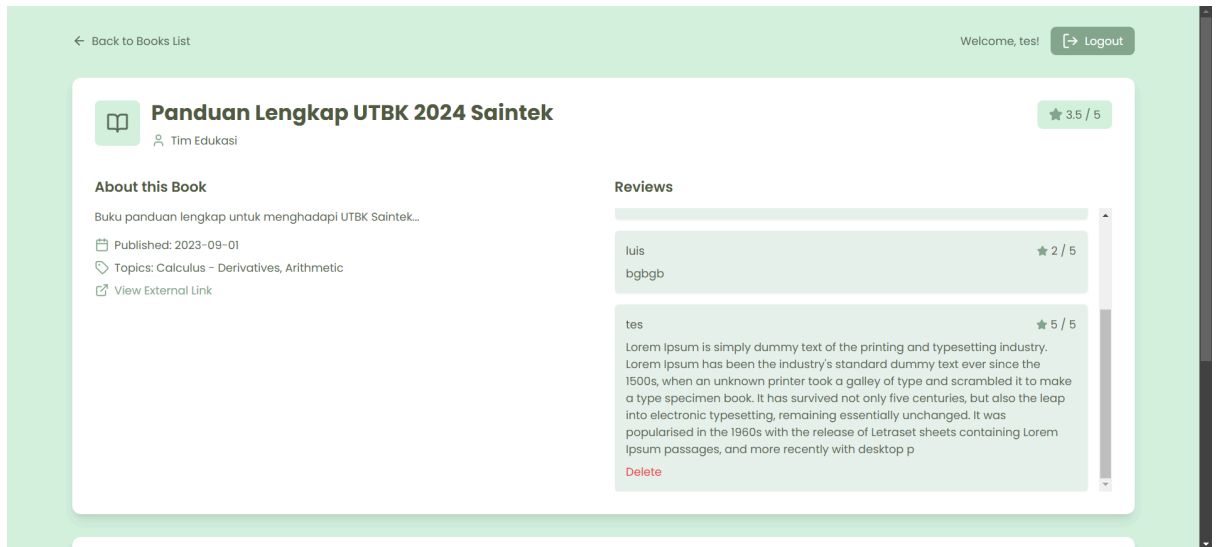 Back to Books List
Welcome, tes!
Logout
Panduan Lengkap UTBK 2024 Saintek
Tim Edukasi
3.5 / 5
About this Book
Buku panduan lengkap untuk menghadapi UTBK Saintek...
Published: 2023-09-01
Topics: Calculus - Derivatives, Arithmetic
View External Link
Reviews
luis
2 / 5
bgbgb
tes
5 / 5
Lorem Ipsum is simply dummy text of the printing and typesetting industry.
Lorem Ipsum has been the industry's standard dummy text ever since the
1500s, when an unknown printer took a galley of type and scrambled it to make
a type specimen book. It has survived not only five centuries, but also the leap
into electronic typesetting, remaining essentially unchanged. It was
popularised in the 1960s with the release of Letraset sheets containing Lorem
Ipsum passages, and more recently with desktop p
Delete